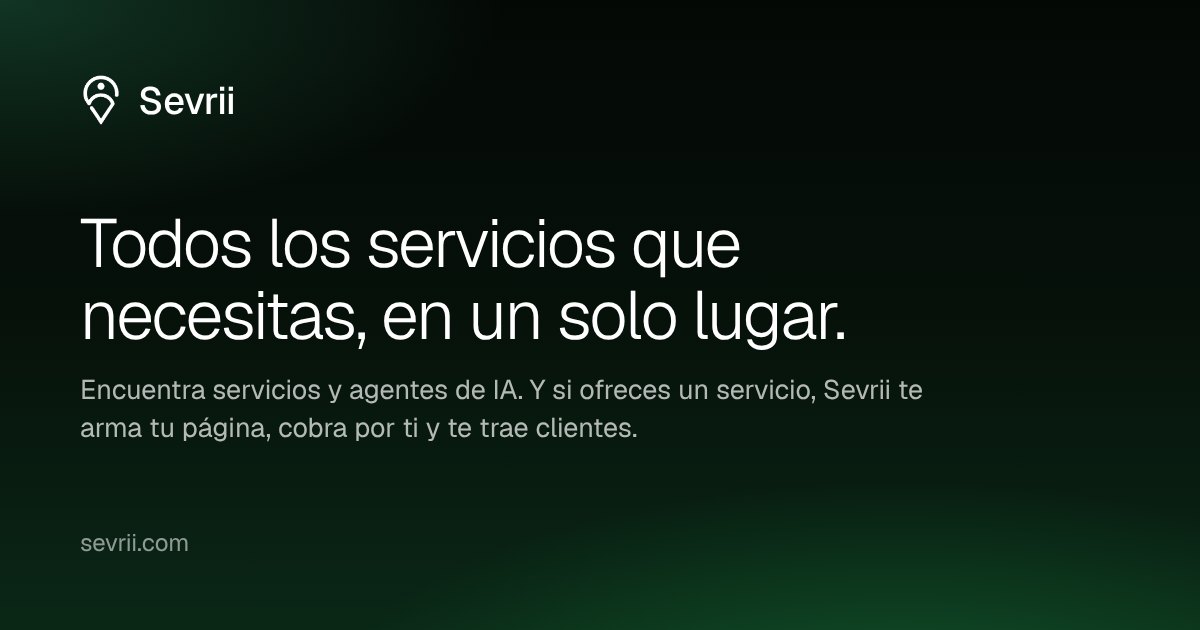 Sevrii
Todos los servicios que
necesitas, en un solo lugar.
Encuentra servicios y agentes de IA. Y si ofreces un servicio, Sevrii te
arma tu página, cobra por ti y te trae clientes.
sevrii.com